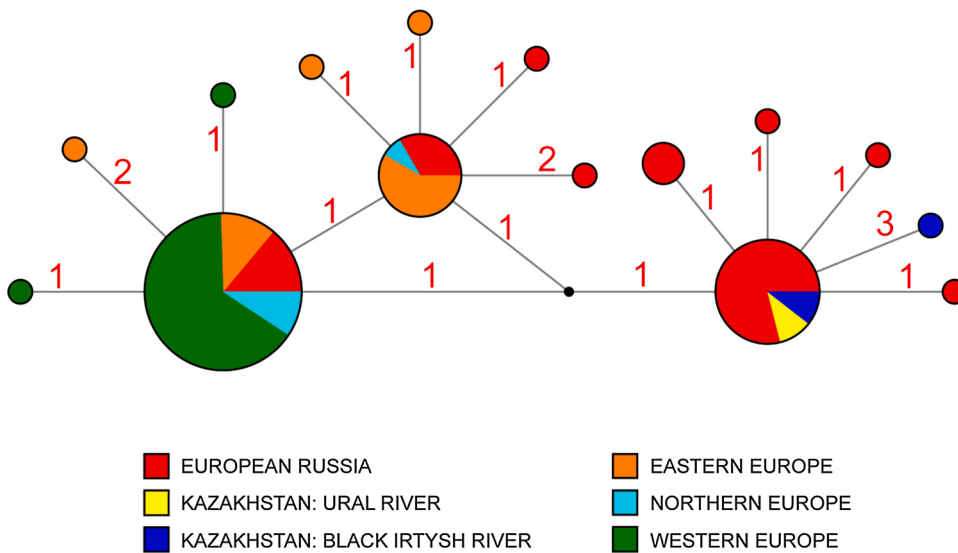 1
1
1
1
1
2
2
1
1
1
3
1
1
1
1
1
1
EUROPEAN RUSSIA
KAZAKHSTAN: URAL RIVER
KAZAKHSTAN: BLACK IRTYSH RIVER
EASTERN EUROPE
NORTHERN EUROPE
WESTERN EUROPE